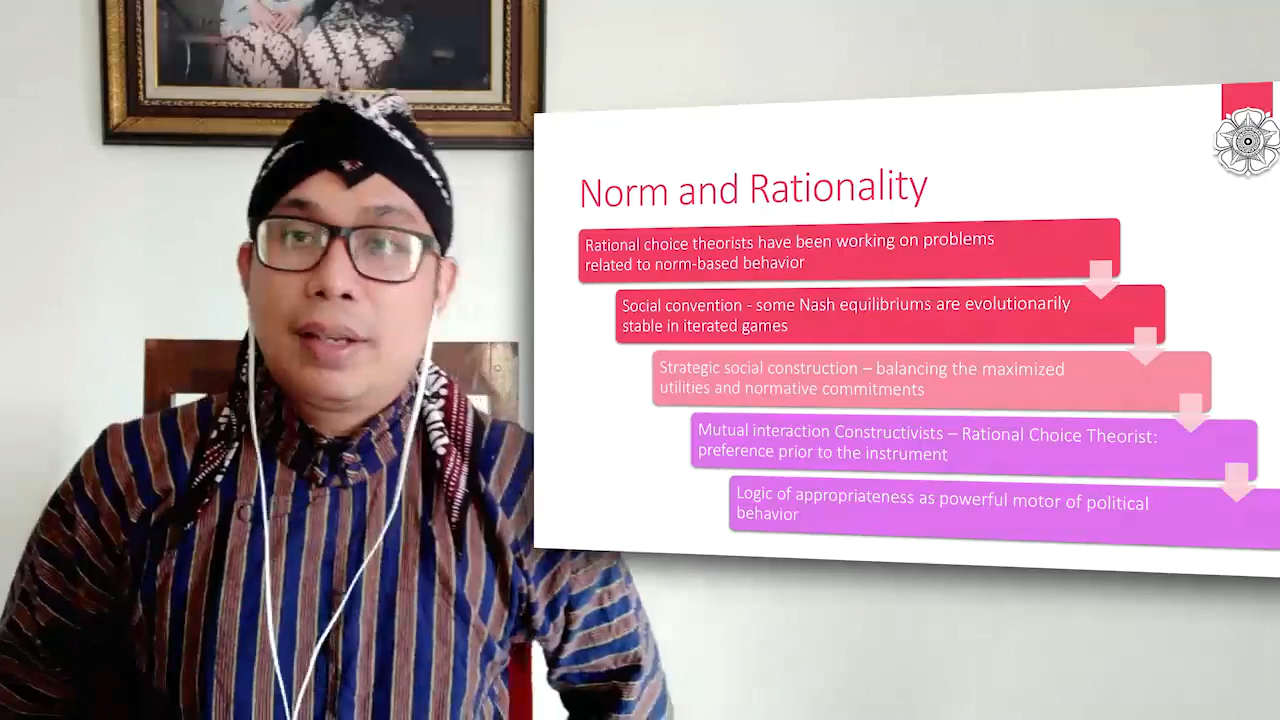 Norm and Rationality
Rational choice theorists have been working on problems
related to norm-based behavior
Social convention - some Nash equilibriums are evolutionarily
stable in iterated games
Strategic social construction – balancing the maximized
utilities and normative commitments
Mutual interaction Constructivists – Rational Choice Theorist:
preference prior to the instrument
Logic of appropriateness as powerful motor of political
behavior